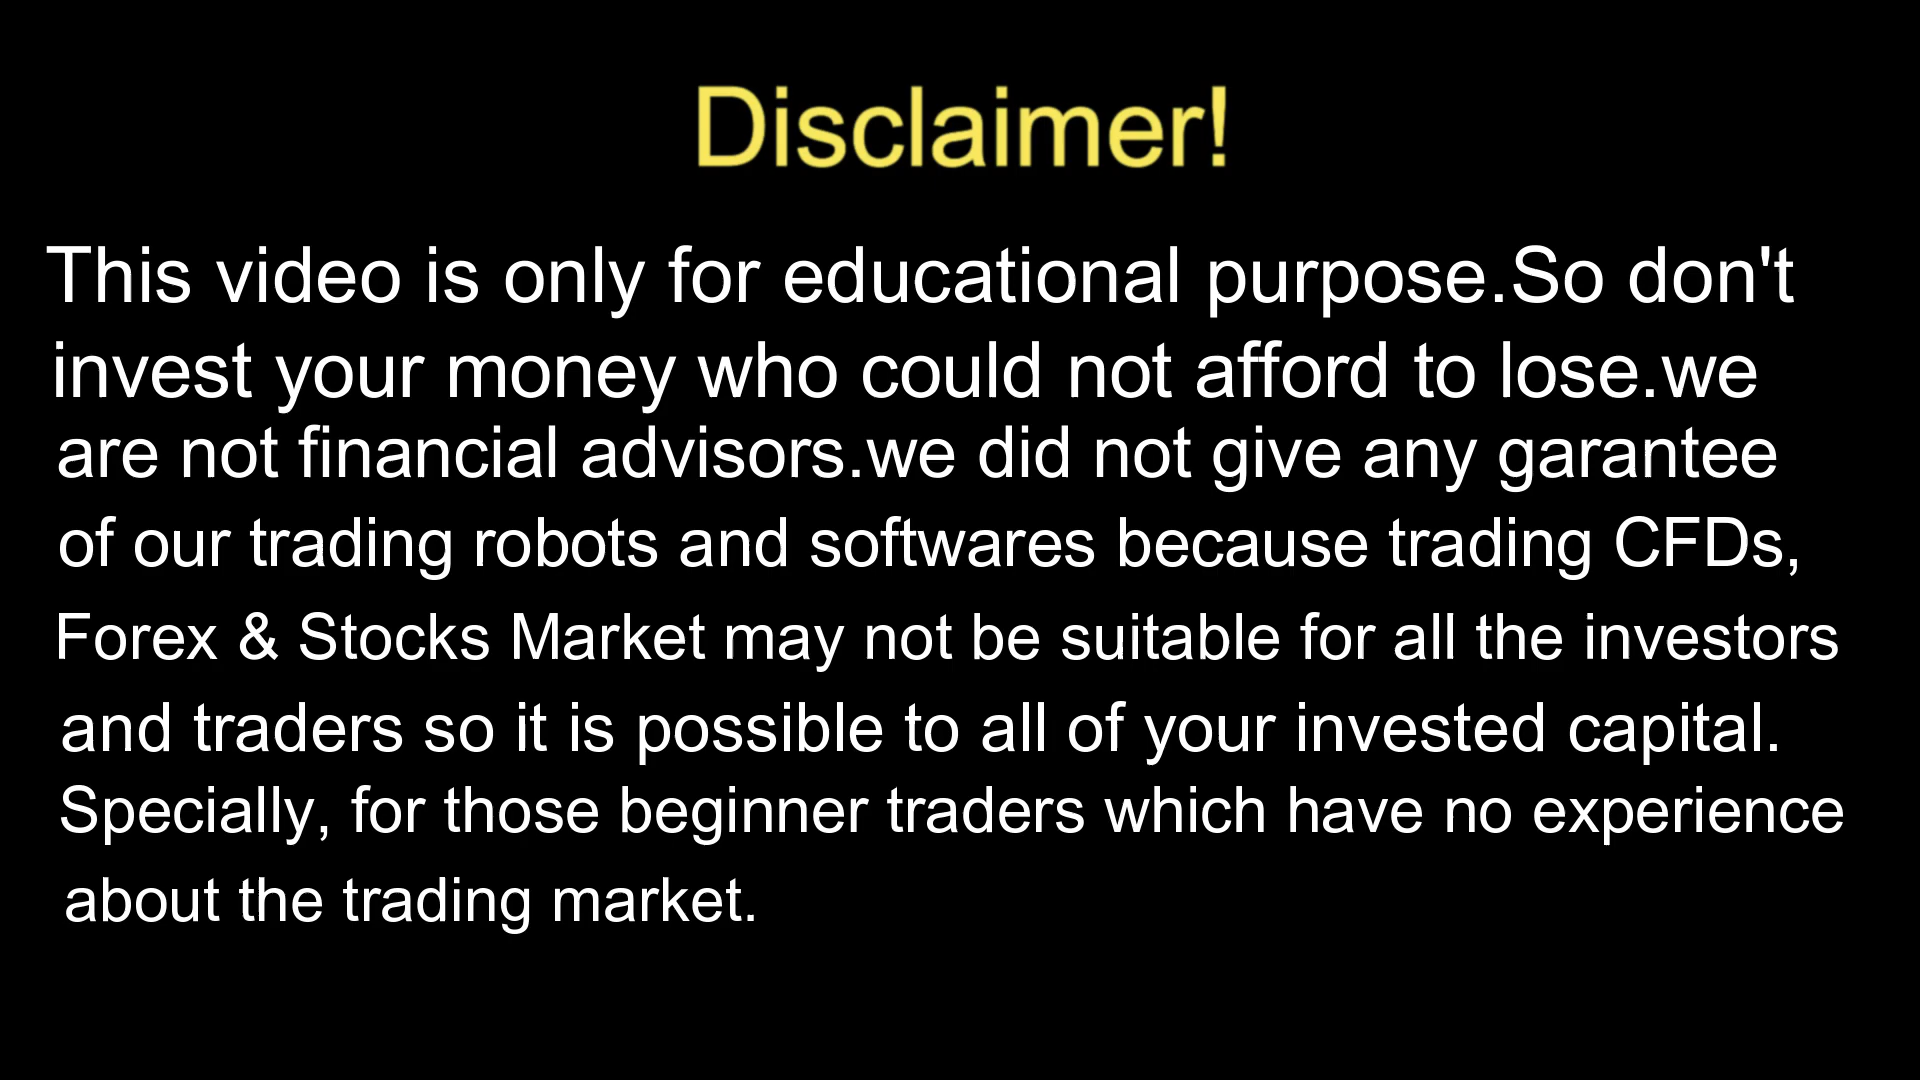 Disclaimer!
This video is only for educational purpose.So don't
invest your money who could not afford to lose.we
are not financial advisors.we did not give any garantee
of our trading robots and softwares because trading CFDs,
Forex & Stocks Market may not be suitable for all the investors
and traders so it is possible to all of your invested capital.
Specially, for those beginner traders which have no experience
about the trading market.